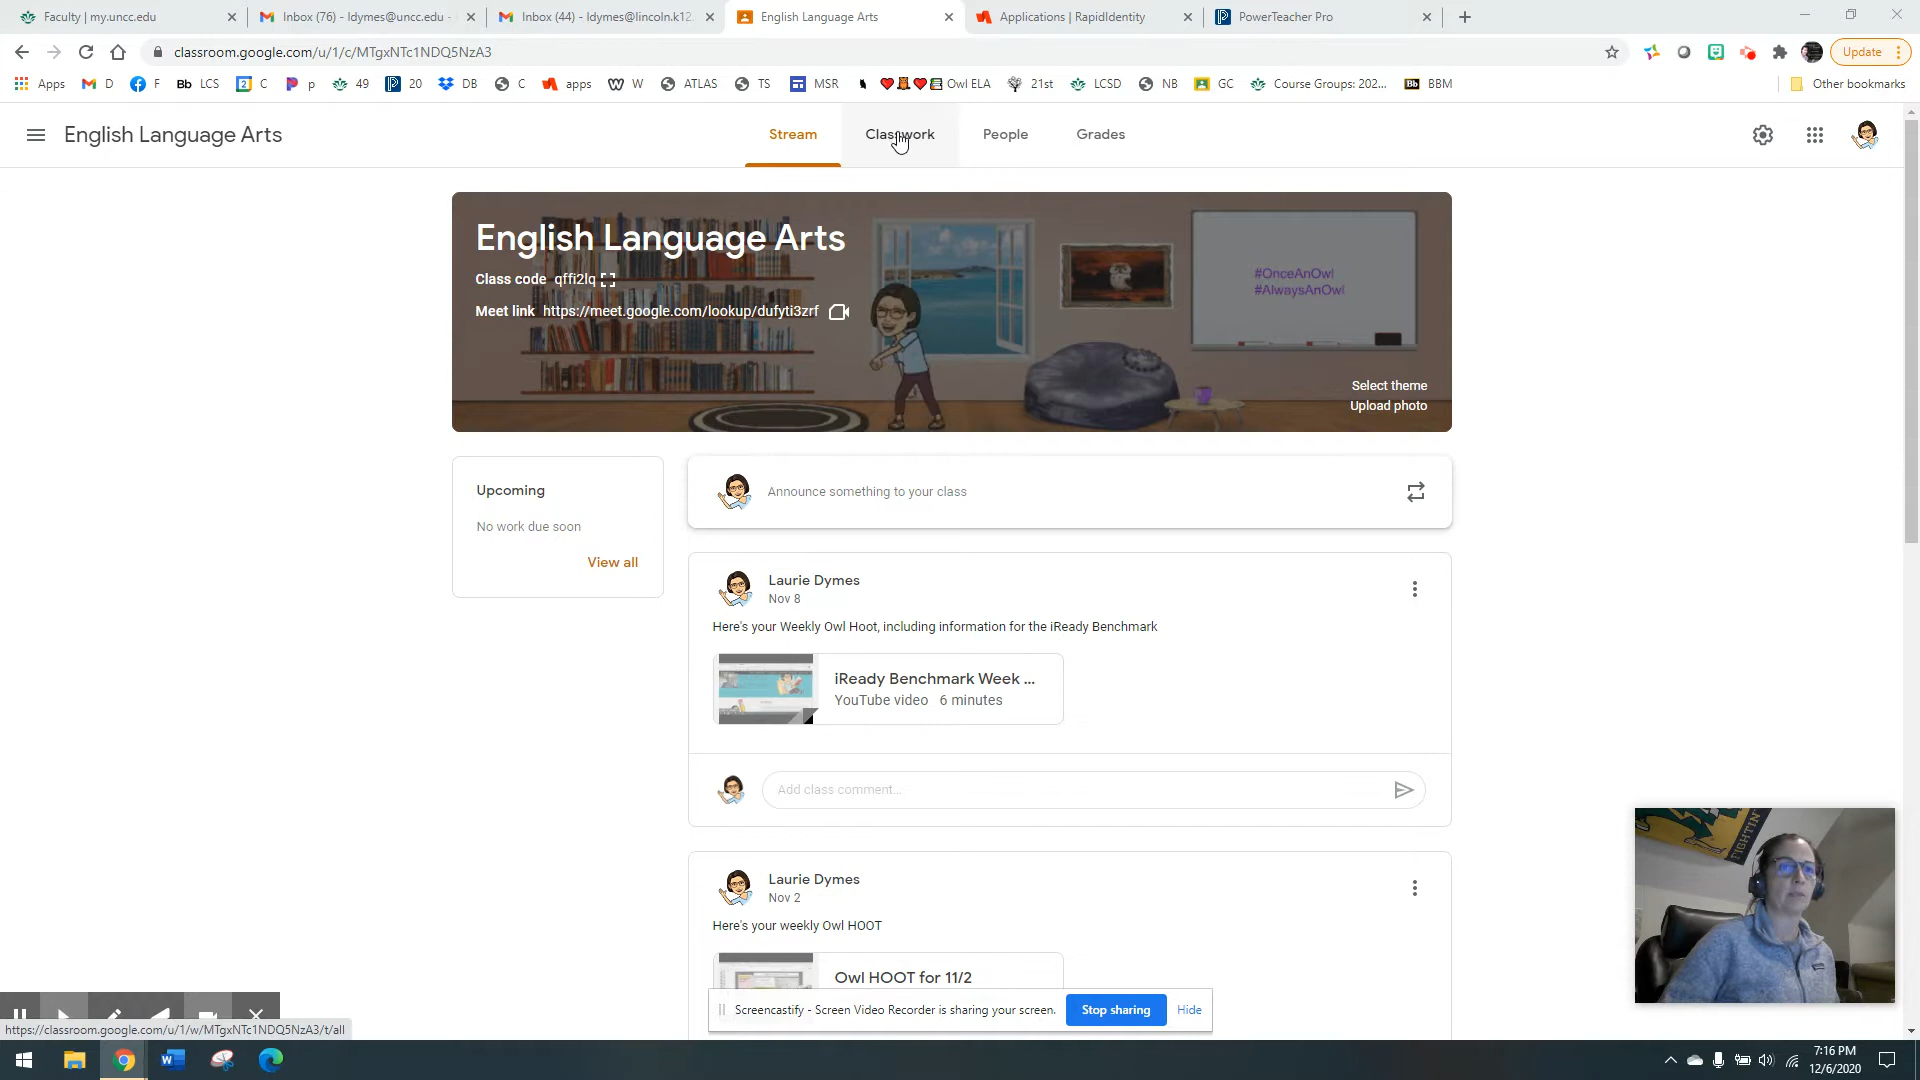 Faculty | my.uncc.edu
Inbox (76) - ldymes@uncc.edu -
Inbox (44) - ldymes@lincoln.k12.
English Language Arts
Applications | RapidIdentity
PowerTeacher Pro
classroom.google.com/u/1/c/MTgxNTc1NDQ5NzA3
Update
Apps
D
F
Bb LCS
2 C
p
49
20
DB
C
apps
W
ATLAS
TS
MSR
Owl ELA
21st
LCSD
NB
GC
Course Groups: 202...
Bb BBM
Other bookmarks
English Language Arts
Stream
Classwork
People
Grades
English Language Arts
Class code qffi2lq
Meet link https://meet.google.com/lookup/dufyti3zrf
#OnceAnOwl
#AlwaysAnOwl
Select theme
Upload photo
Upcoming
No work due soon
View all
Announce something to your class
Laurie Dymes
Nov 8
Here's your Weekly Owl Hoot, including information for the iReady Benchmark
iReady Benchmark Week ...
YouTube video 6 minutes
Add class comment...
Laurie Dymes
Nov 2
Here's your weekly Owl HOOT
Owl HOOT for 11/2
FIGHTIN'
Screencastify - Screen Video Recorder is sharing your screen.
Stop sharing
Hide
https://classroom.google.com/u/1/w/MTgxNTc1NDQ5NzA3/t/all
7:16 PM
12/6/2020